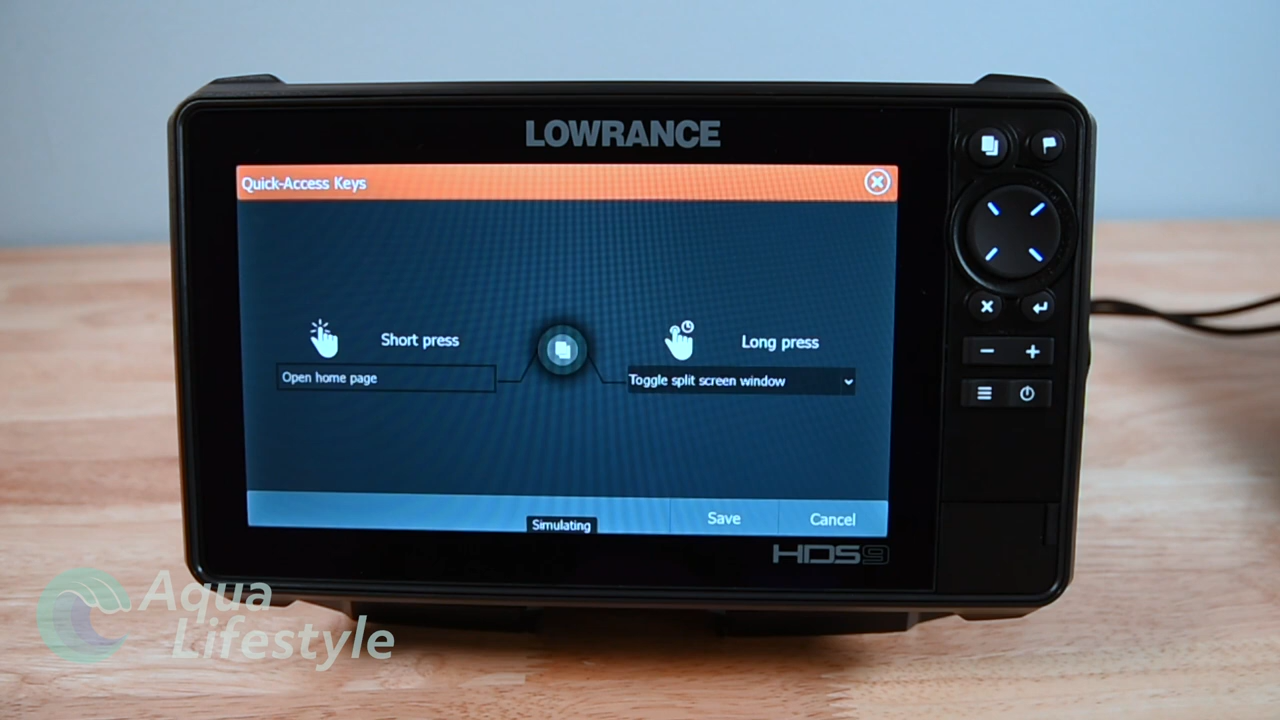 LOWRANCE
Quick-Access Keys
Short press
Long press
Open home page
Toggle split screen window
Simulating
Save
Cancel
HDS9
Aqua
Lifestyle